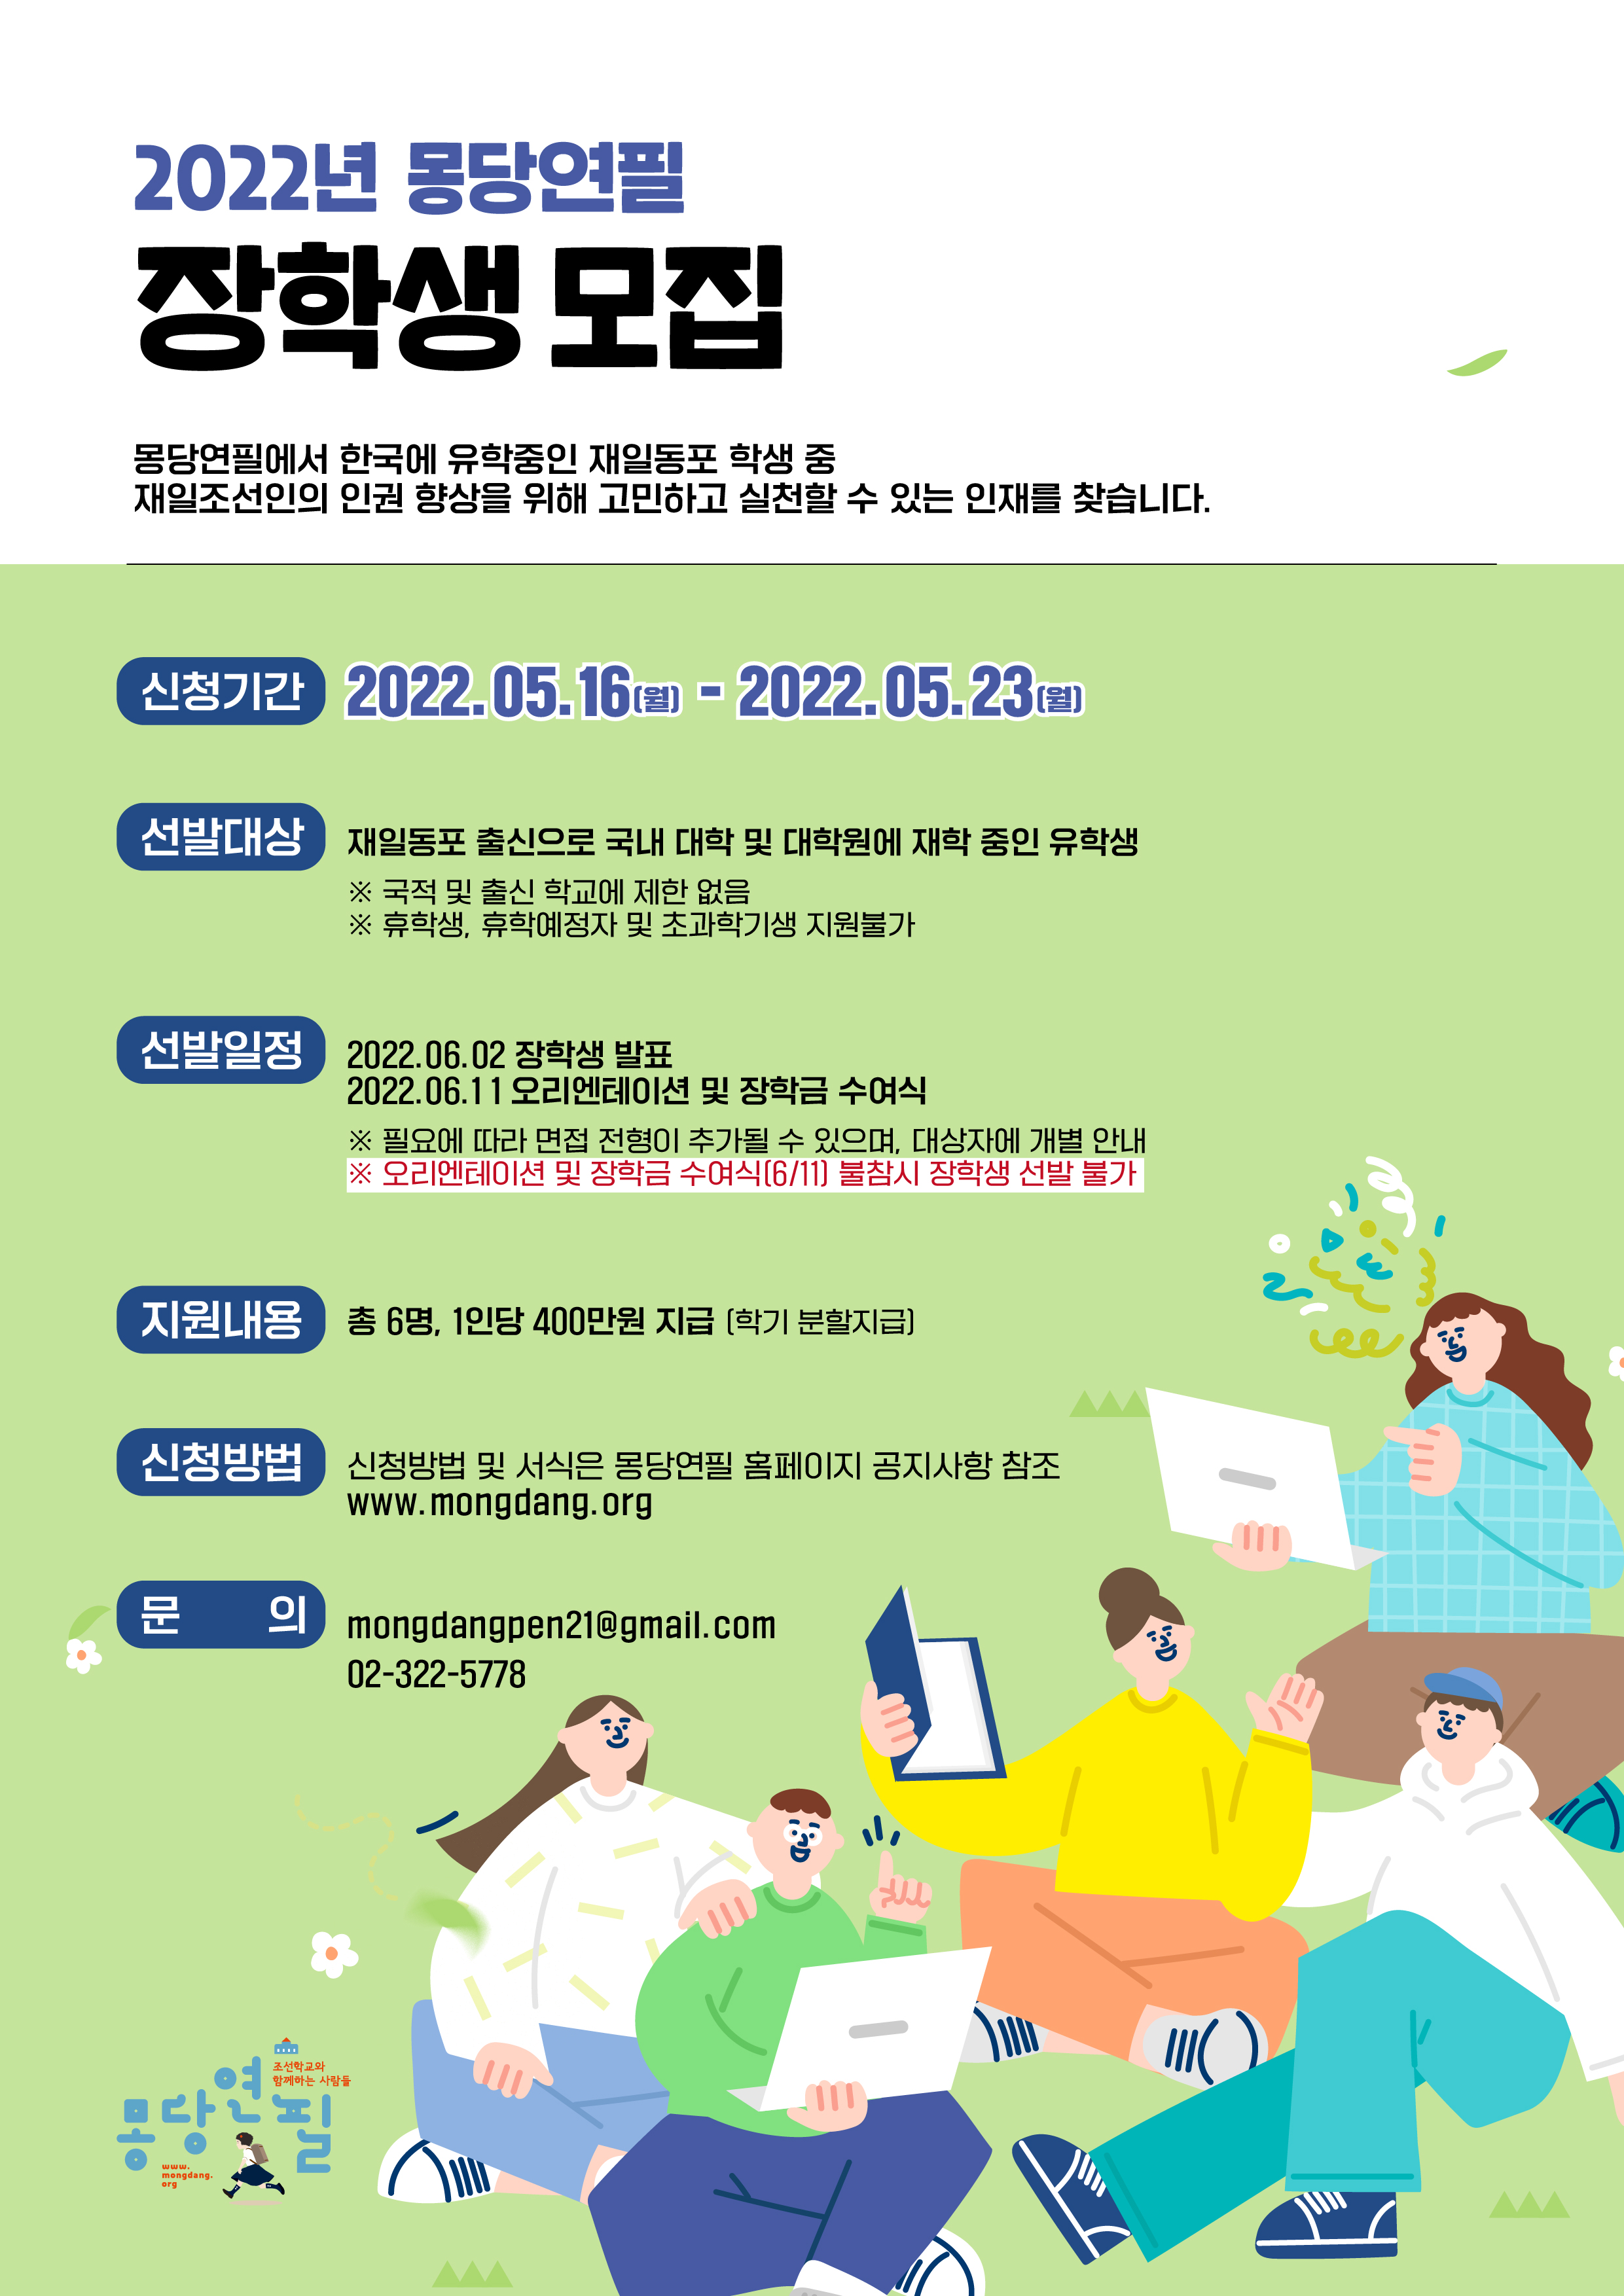 2022년 몽당연필
장학생 모집
몽당연필에서 한국에 유학중인 재일동포 학생 중
재일조선인의 인권 향상을 위해 고민하고 실천할 수 있는 인재를 찾습니다.
신청기간
2022.05.16(월) - 2022.05.23(월)
선발대상
재일동포 출신으로 국내 대학 및 대학원에 재학 중인 유학생
※ 국적 및 출신 학교에 제한 없음
※ 휴학생, 휴학예정자 및 초과학기생 지원불가
선발일정
2022.06.02 장학생 발표
2022.06.11 오리엔테이션 및 장학금 수여식
※ 필요에 따라 면접 전형이 추가될 수 있으며, 대상자에 개별 안내
※ 오리엔테이션 및 장학금 수여식(6/11) 불참시 장학생 선발 불가
지원내용
총 6명, 1인당 400만원 지급 (학기 분할지급)
신청방법
신청방법 및 서식은 몽당연필 홈페이지 공지사항 참조
www.mongdang.org
문 의
mongdangpen21@gmail.com
02-322-5778
조선학교와
함께하는 사람들
몽당연필
www.
mongdang.
org